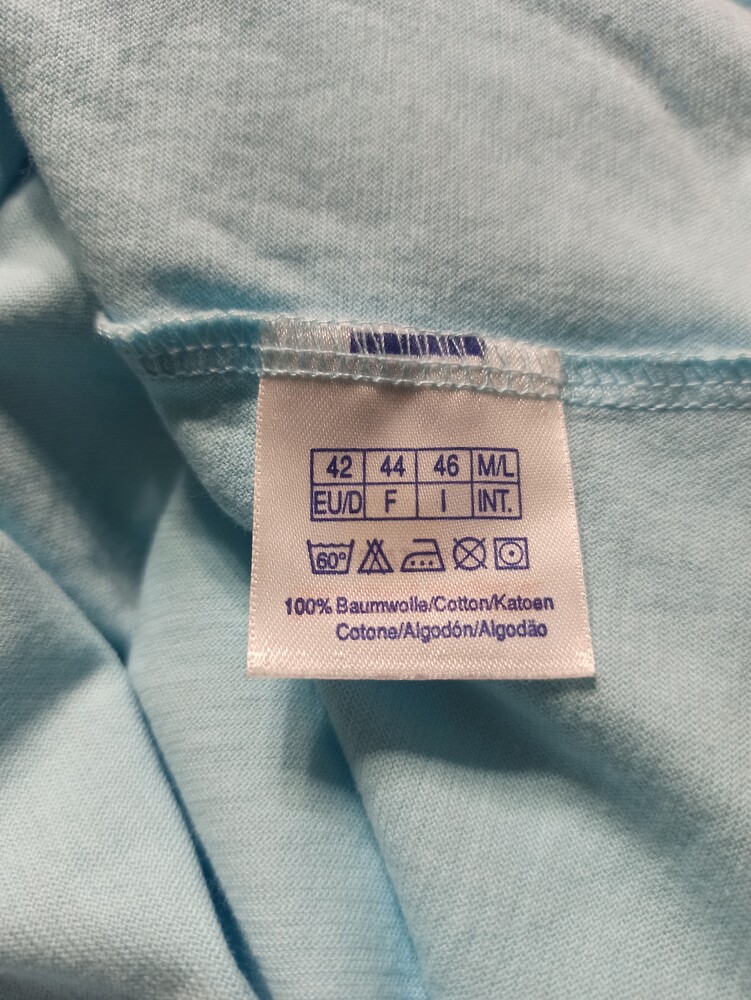 42 44 46 M/L
EU/D F I INT.
60°
100% Baumwolle/Cotton/Katoen
Cotone/Algodón/Algodão